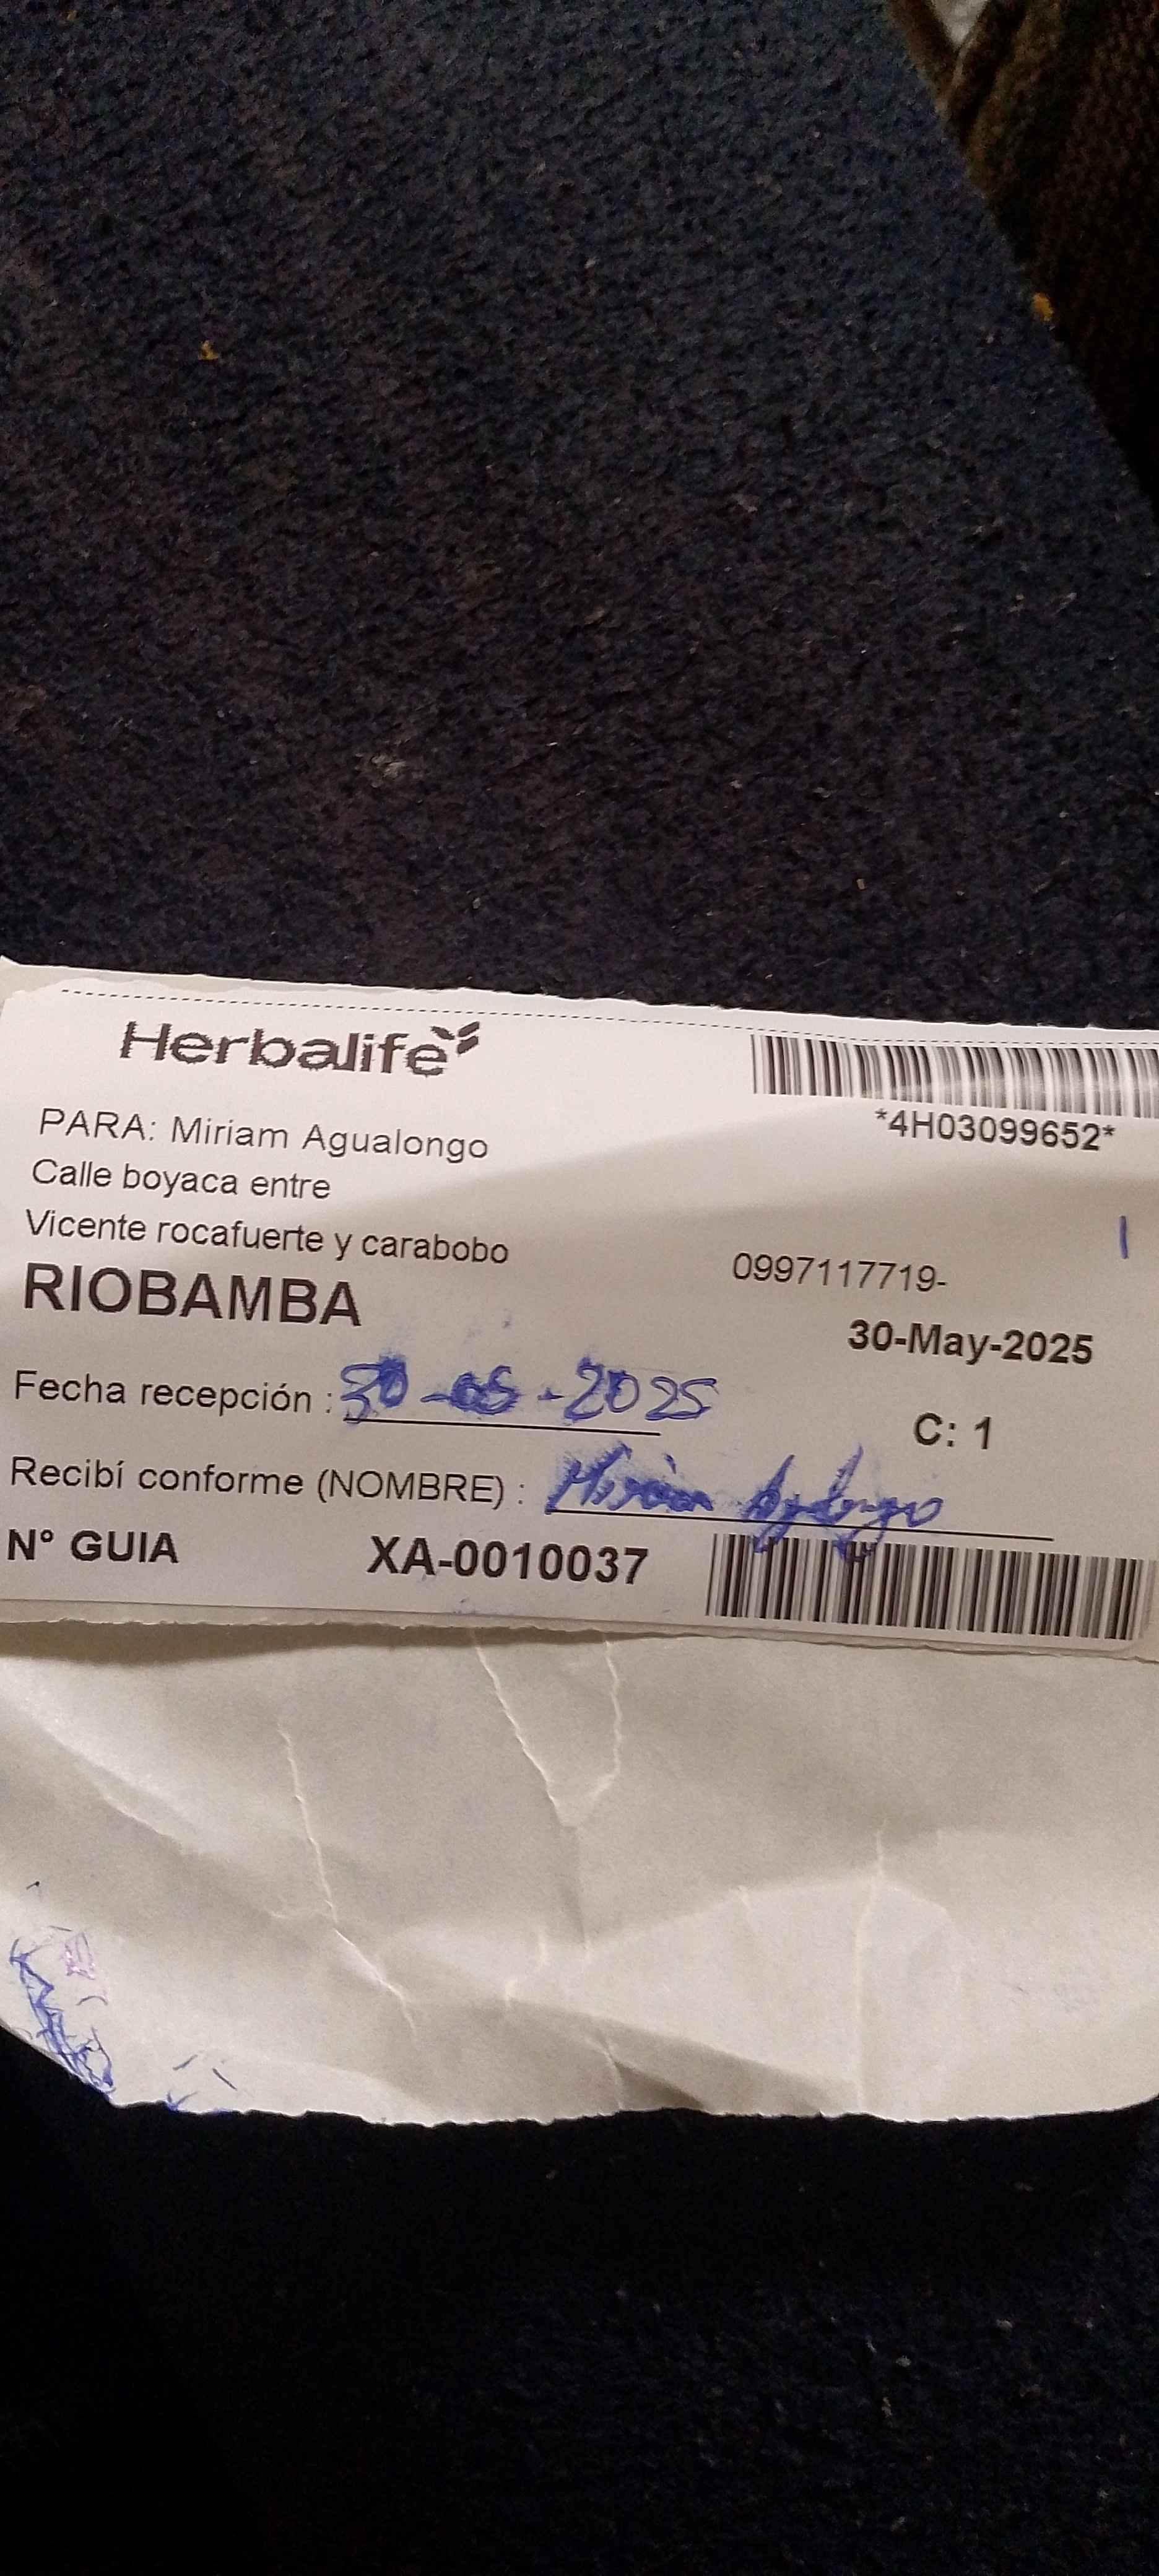 Herbalife
*4H03099652*
PARA: Miriam Agualongo
Calle boyaca entre
Vicente rocafuerte y carabobo
0997117719-
RIOBAMBA
30-May-2025
Fecha recepción : 30-05-2025
C: 1
Recibí conforme (NOMBRE) : Miriam
N° GUIA XA-0010037